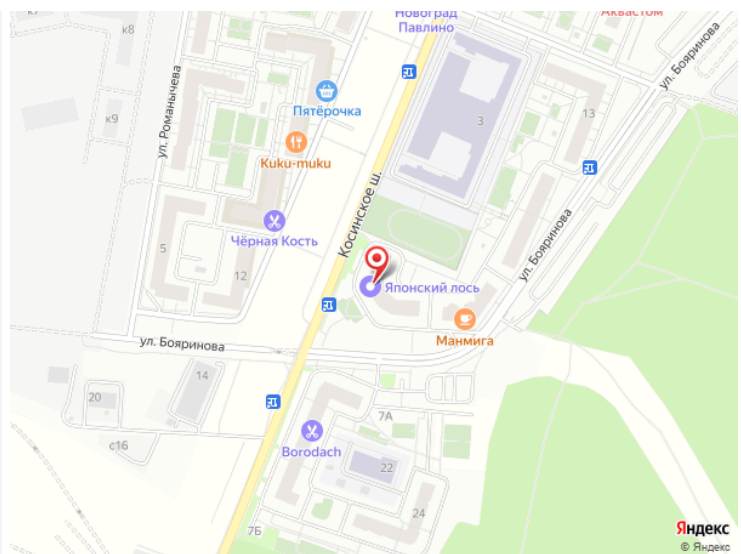 к7
к8
Новоград
Павлино
Аквастом
ул. Бояринова
к9
ул. Романычева
Пятёрочка
3
13
Kuku-muku
Косинское ш.
Чёрная Кость
5
12
Японский лось
ул. Бояринова
Манмига
ул. Бояринова
14
20
с16
7А
Borodach
22
24
7Б
Яндекс
© Яндекс